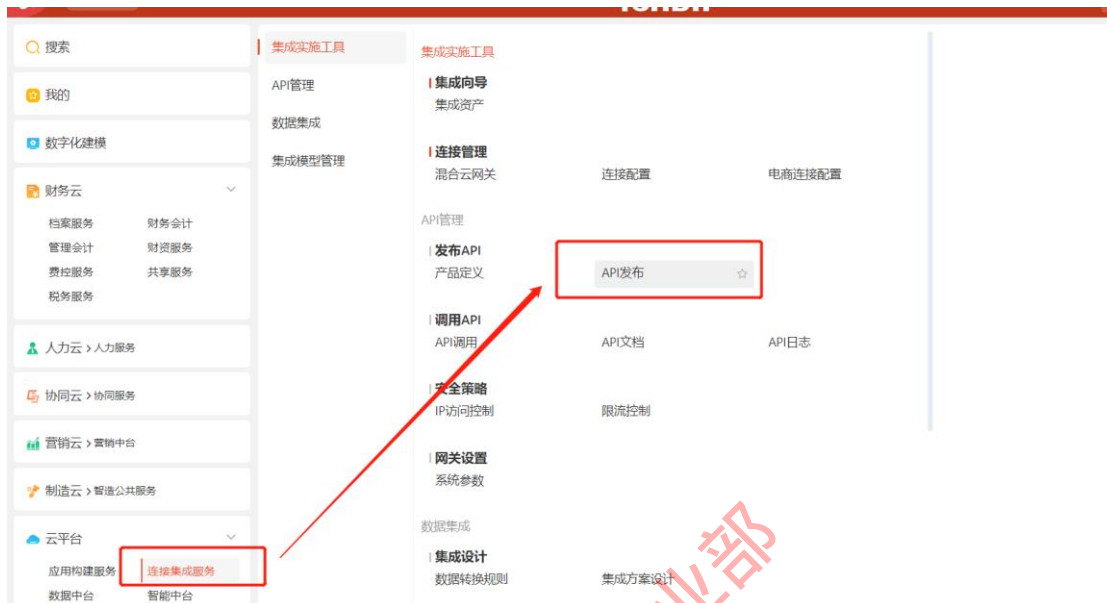 搜索
我的
数字化建模
财务云
档案服务 财务会计
管理会计 财资服务
费控服务 共享服务
税务服务
人力云 > 人力服务
协同云 > 协同服务
营销云 > 营销中台
制造云 > 智造公共服务
云平台
应用构建服务 连接集成服务
数据中台 智能中台
集成实施工具
API管理
数据集成
集成模型管理
集成实施工具
集成向导
集成资产
连接管理
混合云网关 连接配置 电商连接配置
API管理
发布API
产品定义 API发布
调用API
API调用 API文档 API日志
安全策略
IP访问控制 限流控制
网关设置
系统参数
数据集成
集成设计
数据转换规则 集成方案设计
业部